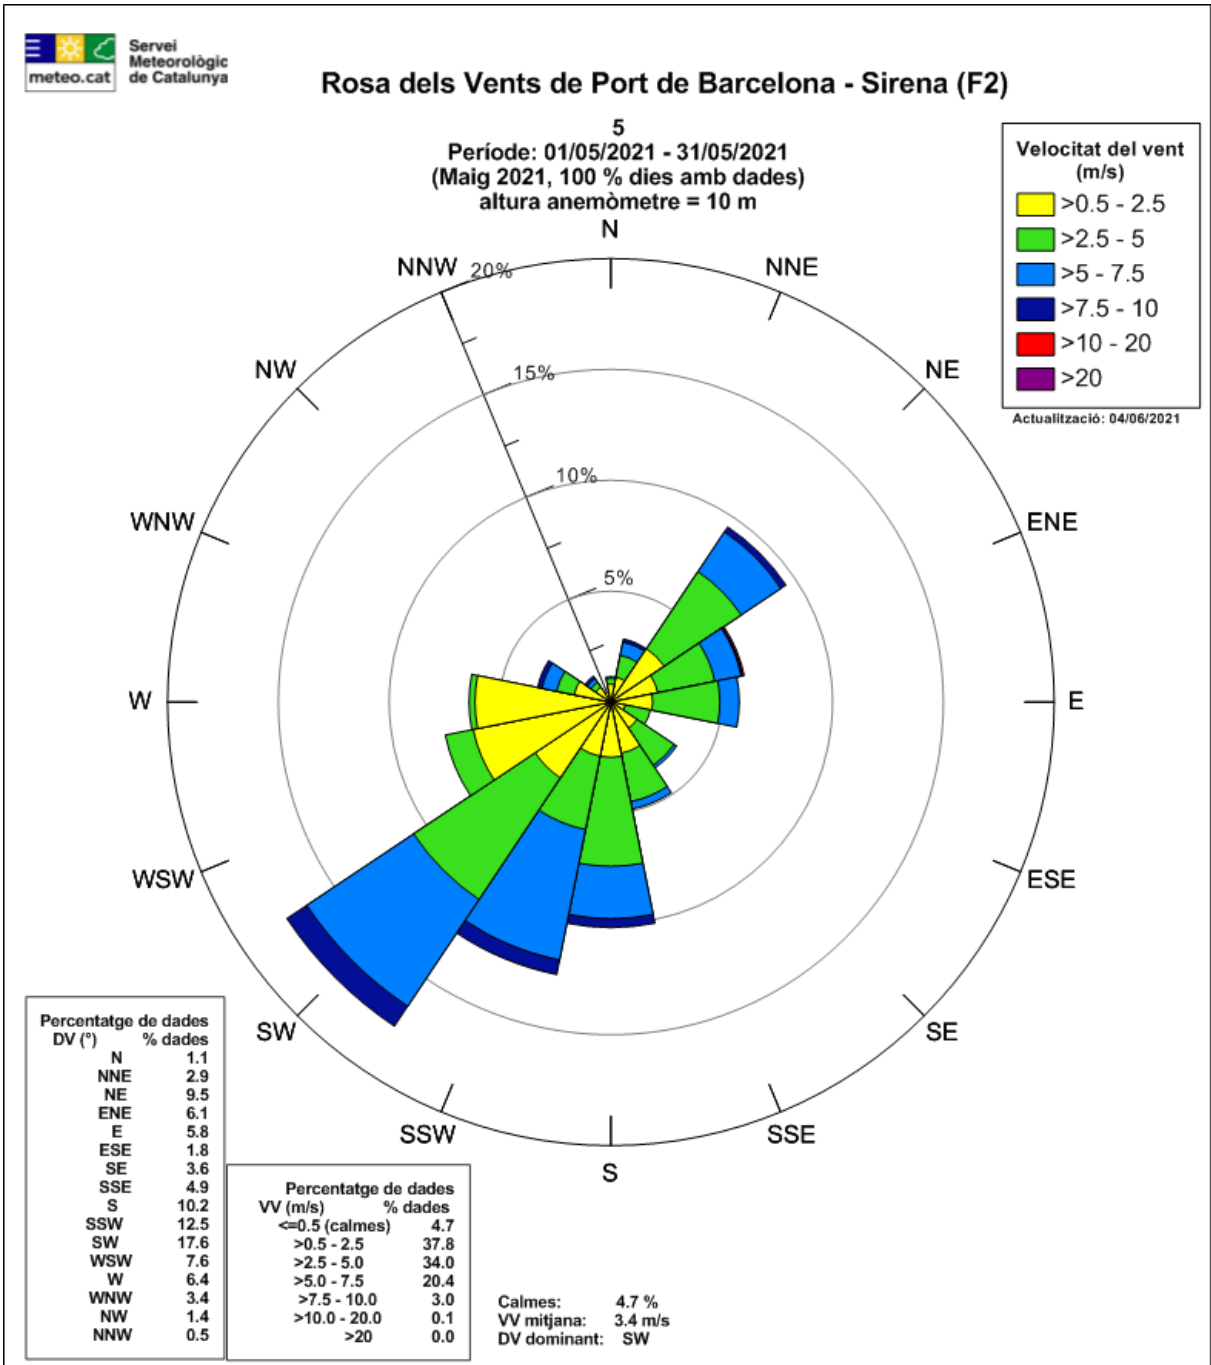 Servei
Meteorològic
de Catalunya
meteo.cat
Rosa dels Vents de Port de Barcelona - Sirena (F2)
5
Període: 01/05/2021 - 31/05/2021
(Maig 2021, 100 % dies amb dades)
altura anemòmetre = 10 m
Velocitat del vent
(m/s)
>0.5 - 2.5
>2.5 - 5
>5 - 7.5
>7.5 - 10
>10 - 20
>20
Actualització: 04/06/2021
N
NNW
20%
NNE
NW
15%
NE
10%
WNW
ENE
5%
W
E
WSW
ESE
SW
SE
SSW
SSE
S
Percentatge de dades
DV (°) % dades
N 1.1
NNE 2.9
NE 9.5
ENE 6.1
E 5.8
ESE 1.8
SE 3.6
SSE 4.9
S 10.2
SSW 12.5
SW 17.6
WSW 7.6
W 6.4
WNW 3.4
NW 1.4
NNW 0.5
Percentatge de dades
VV (m/s) % dades
<=0.5 (calmes) 4.7
>0.5 - 2.5 37.8
>2.5 - 5.0 34.0
>5.0 - 7.5 20.4
>7.5 - 10.0 3.0
>10.0 - 20.0 0.1
>20 0.0
Calmes: 4.7 %
VV mitjana: 3.4 m/s
DV dominant: SW